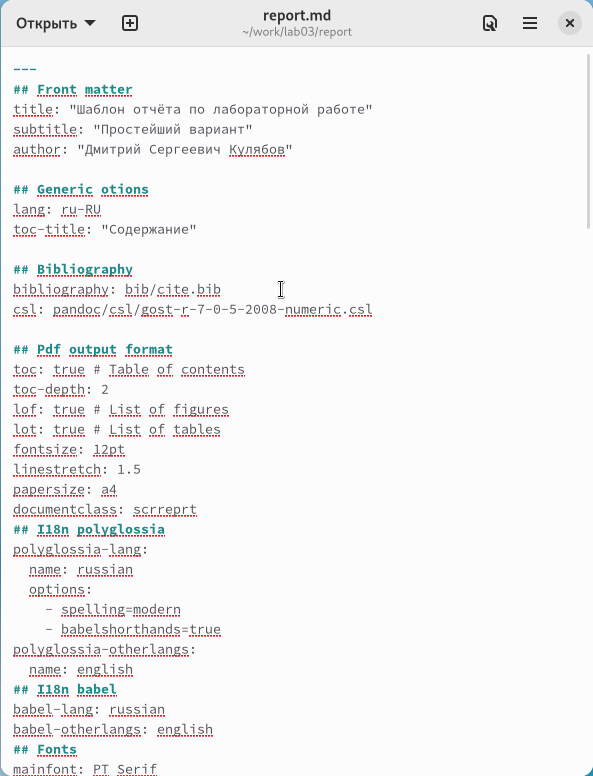 Открыть
report.md
~/work/lab03/report
---
## Front matter
title: "Шаблон отчёта по лабораторной работе"
subtitle: "Простейший вариант"
author: "Дмитрий Сергеевич Кулябов"
## Generic otions
lang: ru-RU
toc-title: "Содержание"
## Bibliography
bibliography: bib/cite.bib
csl: pandoc/csl/gost-r-7-0-5-2008-numeric.csl
## Pdf output format
toc: true # Table of contents
toc-depth: 2
lof: true # List of figures
lot: true # List of tables
fontsize: 12pt
linestretch: 1.5
papersize: a4
documentclass: scrreprt
## I18n polyglossia
polyglossia-lang:
  name: russian
  options:
    - spelling=modern
    - babelshorthands=true
polyglossia-otherlangs:
  name: english
## I18n babel
babel-lang: russian
babel-otherlangs: english
## Fonts
mainfont: PT Serif